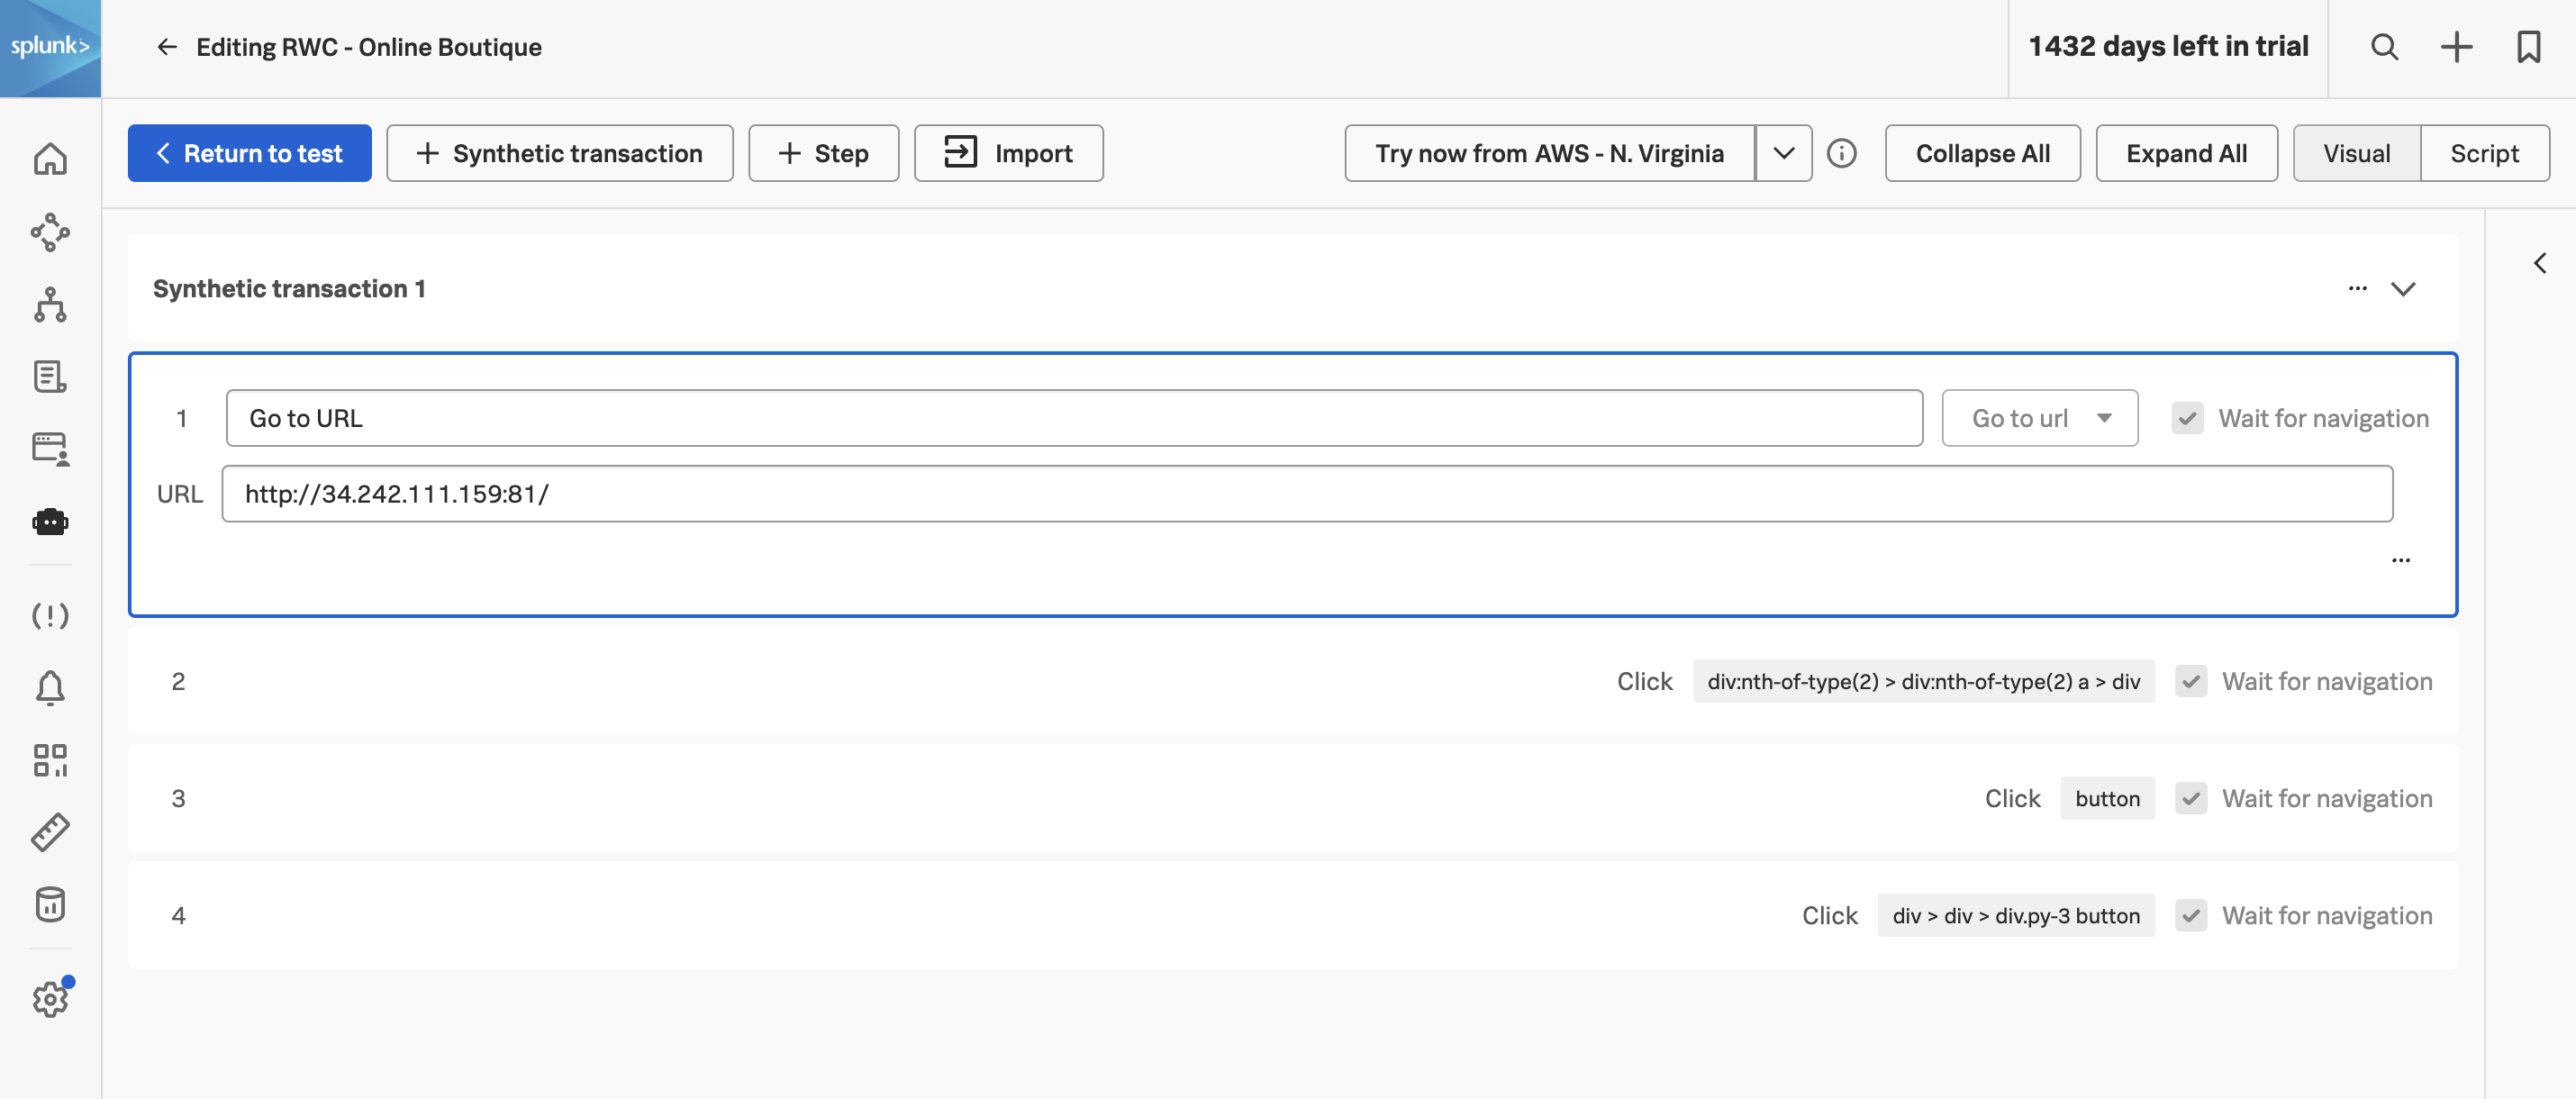 splunk>
Editing RWC - Online Boutique
1432 days left in trial
Return to test
Synthetic transaction
Step
Import
Try now from AWS - N. Virginia
Collapse All
Expand All
Visual
Script
Synthetic transaction 1
...
1
Go to URL
Go to url
Wait for navigation
URL
http://34.242.111.159:81/
...
2
Click
div:nth-of-type(2) > div:nth-of-type(2) a > div
Wait for navigation
3
Click
button
Wait for navigation
4
Click
div > div > div.py-3 button
Wait for navigation